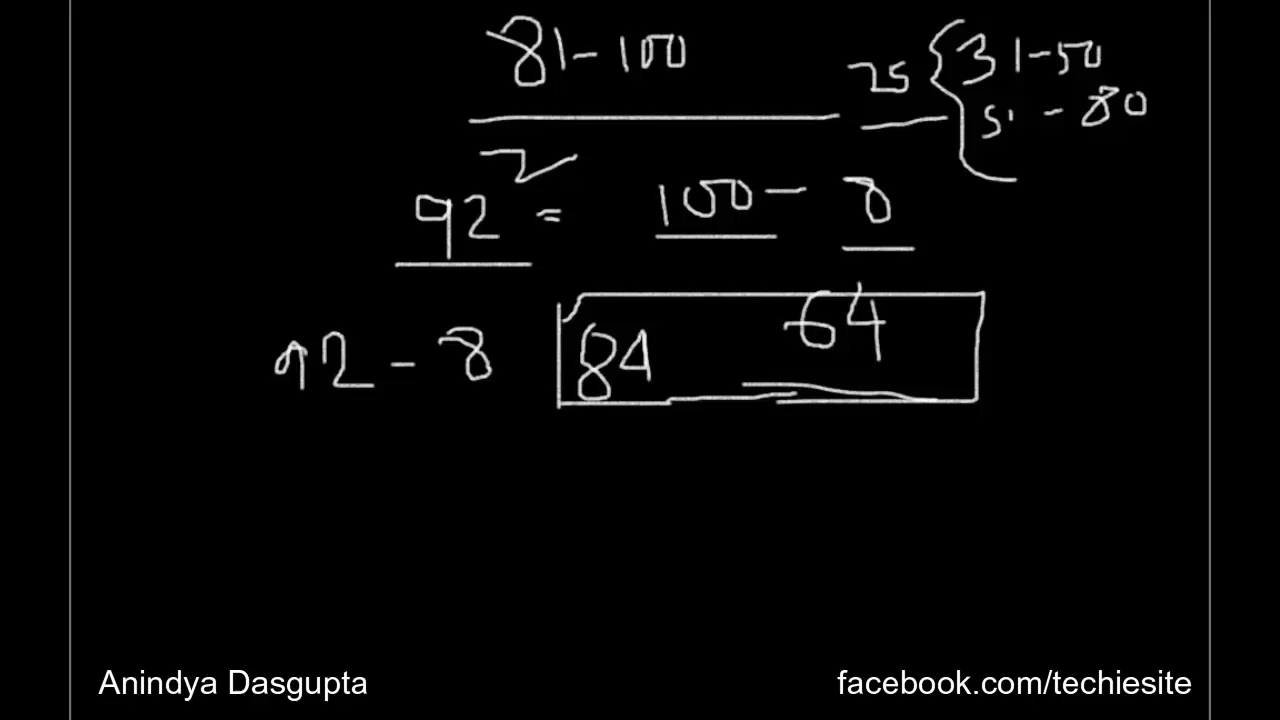 81-100
25 { 31-50
51 - 80
2
92 = 100 - 8
92 - 8 84 64
Anindya Dasgupta facebook.com/techiesite